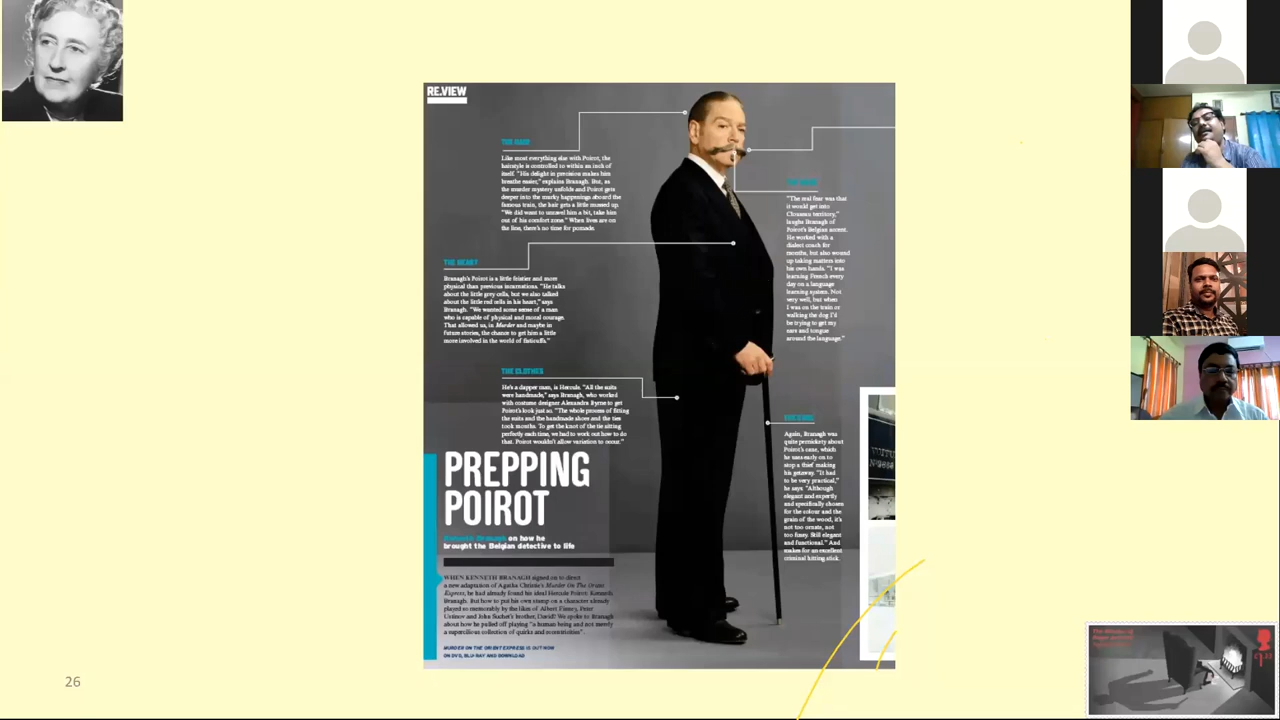 RE.VIEW
THE HAIR
Like most everything else with Poirot, the
hairstyle is controlled to within an inch of
itself. "His delight in precision makes him
breathe easier," explains Branagh. But, as
the murder mystery unfolds and Poirot gets
deeper into the murky happenings aboard the
famous train, the hair gets a little mussed up.
"We did want to unravel him a bit, take him
out of his comfort zone." When lives are on
the line, there's no time for pomade.
THE HEART
Branagh's Poirot is a little feistier and more
physical than previous incarnations. "He talks
about the little grey cells, but we also talked
about the little red cells in his heart," says
Branagh. "We wanted some sense of a man
who is capable of physical and moral courage.
That allowed us, in Murder and maybe in
future stories, the chance to get him a little
more involved in the world of fisticuffs."
THE CLOTHES
He's a dapper man, is Hercule. "All the suits
were handmade," says Branagh, who worked
with costume designer Alexandra Byrne to get
Poirot's look just so. "The whole process of fitting
the suits and the handmade shoes and the ties
took months. To get the knot of the tie sitting
perfectly each time, we had to work out how to do
that. Poirot wouldn't allow variation to occur."
"The real fear was that
it would get into
Clouseau territory,"
laughs Branagh of
Poirot's Belgian accent.
He worked with a
dialect coach for
months, but also wound
up taking matters into
his own hands. "I was
learning French every
day on a language
learning system. Not
very well, but when
I was on the train or
walking the dog I'd
be trying to get my
ears and tongue
around the language."
Again, Branagh was
quite pernickety about
Poirot's cane, which
he uses early on to
stop a thief making
his getaway. "It had
to be very practical,"
he says. "Although
elegant and expertly
and specifically chosen
for the colour and the
grain of the wood, it's
not too ornate, not
too fussy. Still elegant
and functional." And
makes for an excellent
criminal hitting stick.
PREPPING
POIROT
Kenneth Branagh on how he
brought the Belgian detective to life
WHEN KENNETH BRANAGH signed on to direct
a new adaptation of Agatha Christie's Murder On The Orient
Express, he had already found his ideal Hercule Poirot: Kenneth
Branagh. But how to put his own stamp on a character already
played so memorably by the likes of Albert Finney, Peter
Ustinov and John Suchet's brother, David? We spoke to Branagh
about how he pulled off playing "a human being and not merely
a supercilious collection of quirks and eccentricities".
MURDER ON THE ORIENT EXPRESS IS OUT NOW
ON DVD, BLU-RAY AND DOWNLOAD
26